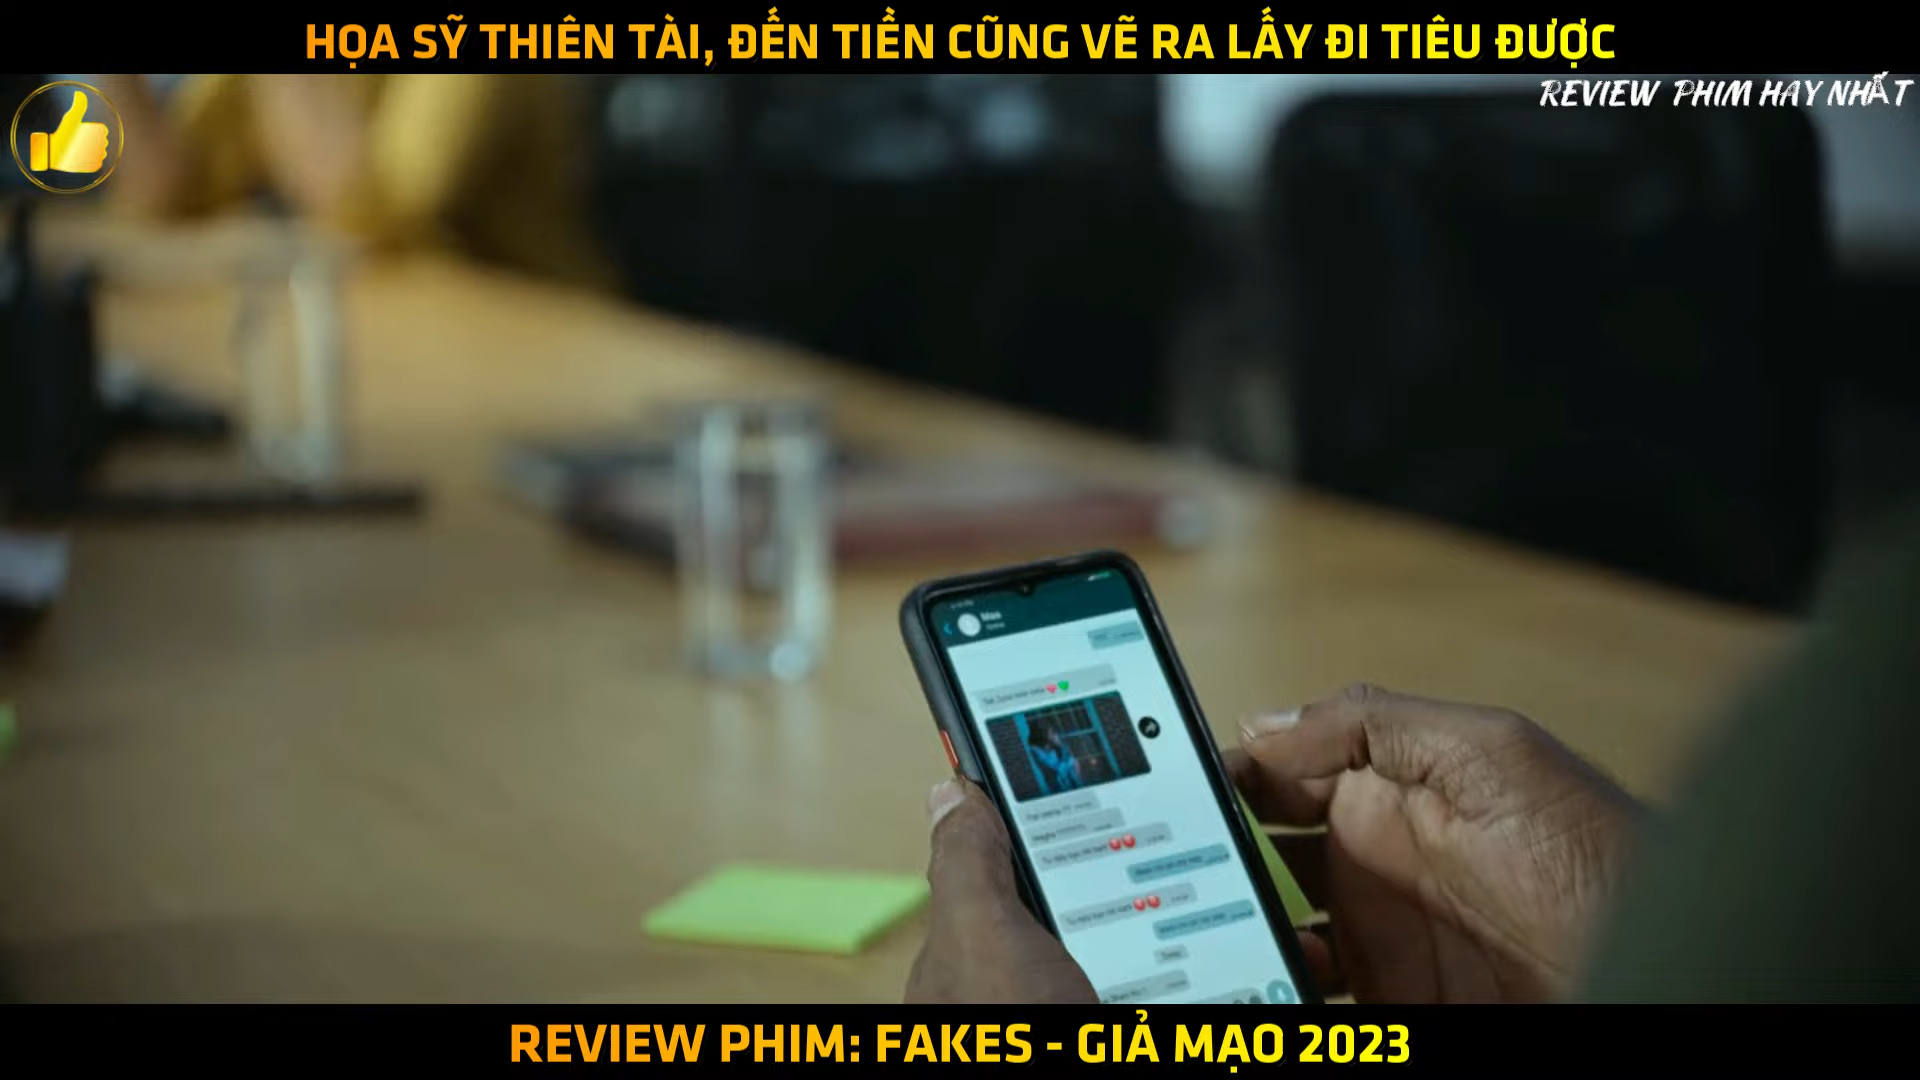 HỌA SỸ THIÊN TÀI, ĐẾN TIỀN CŨNG VẼ RA LẤY ĐI TIÊU ĐƯỢC
REVIEW PHIM HAY NHẤT
REVIEW PHIM: FAKES - GIẢ MẠO 2023